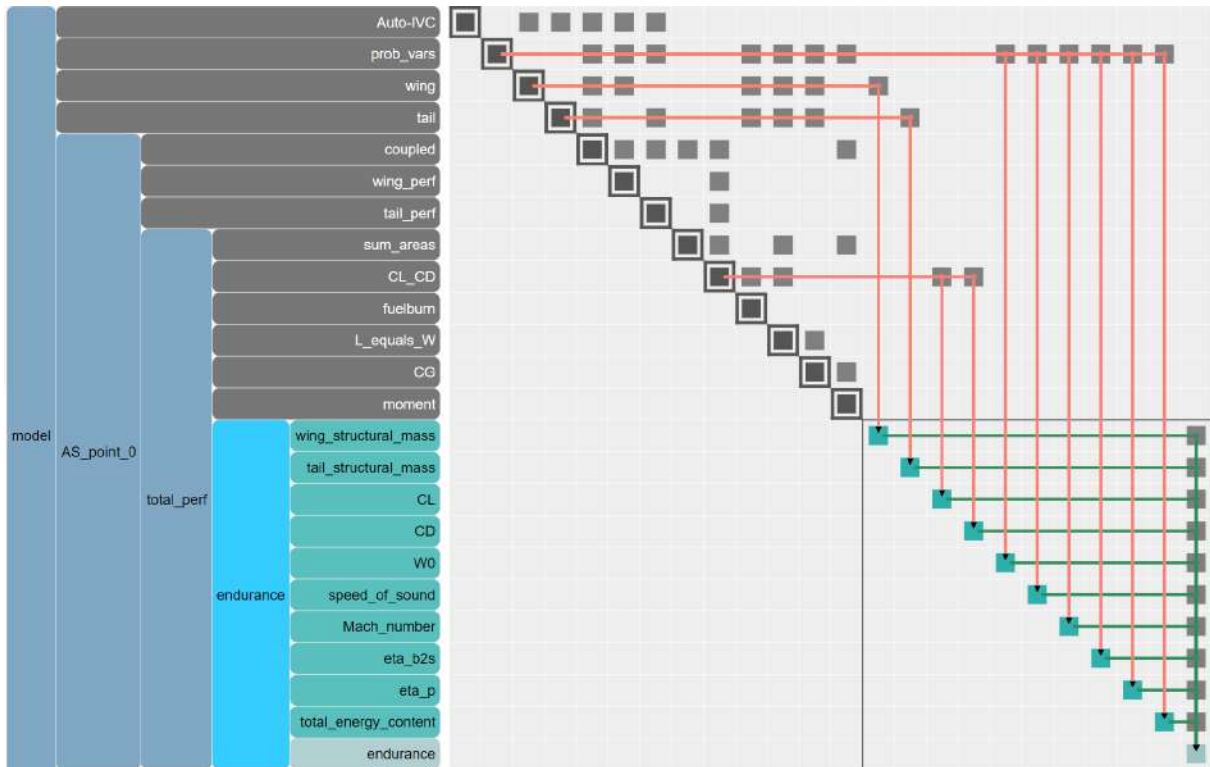 Auto-IVC
prob_vars
wing
tail
coupled
wing_perf
tail_perf
sum_areas
CL_CD
fuelburn
L_equals_W
CG
moment
model
AS_point_0
total_perf
endurance
wing_structural_mass
tail_structural_mass
CL
CD
W0
speed_of_sound
Mach_number
eta_b2s
eta_p
total_energy_content
endurance